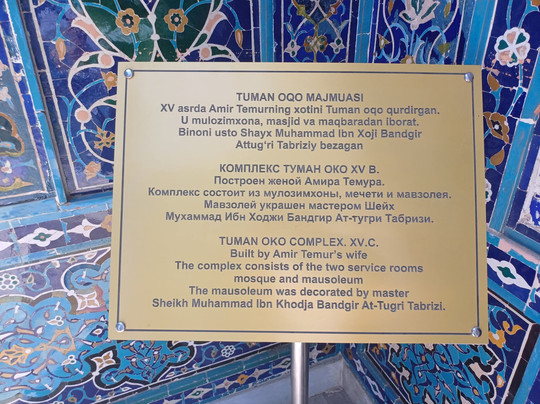 TUMAN OQO MAJMUASI
XV asrda Amir Temurning xotini Tuman oqo qurdirgan.
U mulozimxona, masjid va maqbaradan iborat.
Binoni usto Shayx Muhammad Ibn Xoji Bandgir
Attug‘ri Tabriziy bezagan
КОМПЛЕКС ТУМАН ОКО XV В.
Построен женой Амира Темура.
Комплекс состоит из мулозимхоны, мечети и мавзолея.
Мавзолей украшен мастером Шейх
Мухаммад Ибн Ходжи Бандгир Ат-тугри Табризи.
TUMAN OKO COMPLEX. XV.C.
Built by Amir Temur's wife
The complex consists of the two service rooms
mosque and mausoleum
The mausoleum was decorated by master
Sheikh Muhammad Ibn Khodja Bandgir At-Tugri Tabrizi.